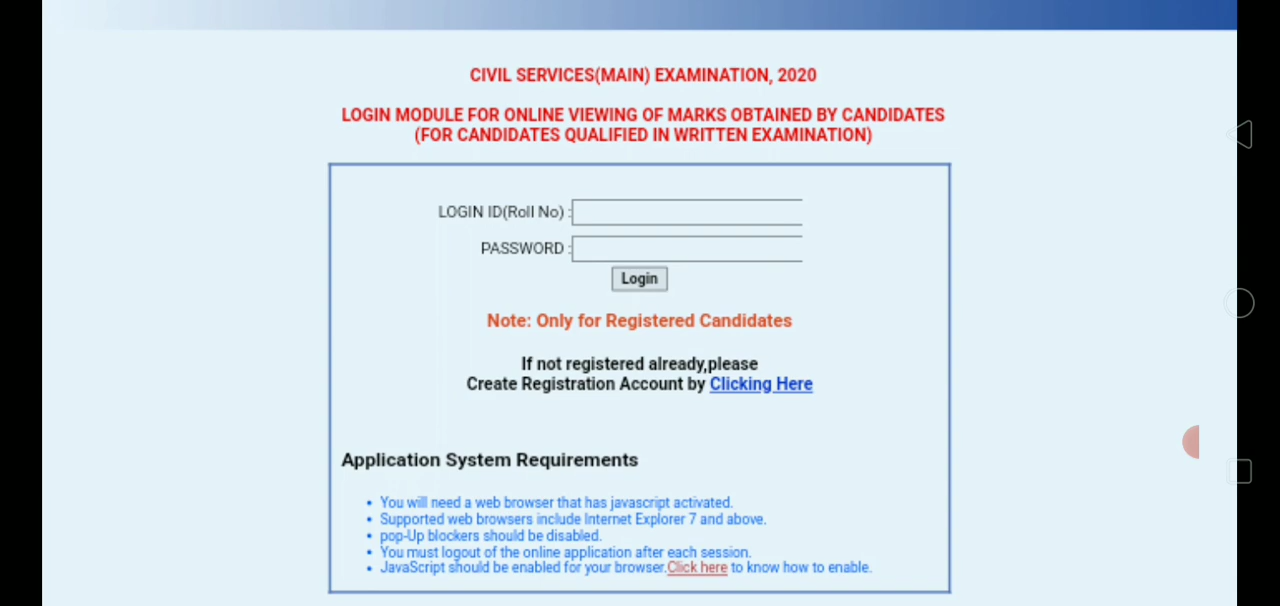 CIVIL SERVICES(MAIN) EXAMINATION, 2020
LOGIN MODULE FOR ONLINE VIEWING OF MARKS OBTAINED BY CANDIDATES
(FOR CANDIDATES QUALIFIED IN WRITTEN EXAMINATION)
LOGIN ID(Roll No) :
PASSWORD :
Login
Note: Only for Registered Candidates
If not registered already,please
Create Registration Account by Clicking Here
Application System Requirements
• You will need a web browser that has javascript activated.
• Supported web browsers include Internet Explorer 7 and above.
• pop-Up blockers should be disabled.
• You must logout of the online application after each session.
• JavaScript should be enabled for your browser.Click here to know how to enable.